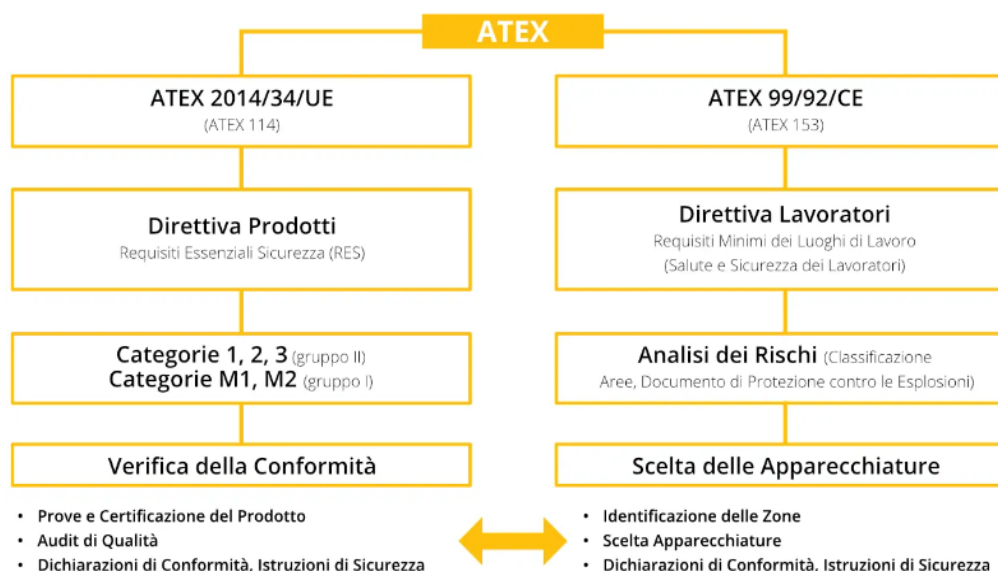 ATEX
ATEX 2014/34/UE
(ATEX 114)
Direttiva Prodotti
Requisiti Essenziali Sicurezza (RES)
Categorie 1, 2, 3 (gruppo II)
Categorie M1, M2 (gruppo I)
Verifica della Conformità
• Prove e Certificazione del Prodotto
• Audit di Qualità
• Dichiarazioni di Conformità, Istruzioni di Sicurezza
ATEX 99/92/CE
(ATEX 153)
Direttiva Lavoratori
Requisiti Minimi dei Luoghi di Lavoro
(Salute e Sicurezza dei Lavoratori)
Analisi dei Rischi (Classificazione
Aree, Documento di Protezione contro le Esplosioni)
Scelta delle Apparecchiature
• Identificazione delle Zone
• Scelta Apparecchiature
• Dichiarazioni di Conformità, Istruzioni di Sicurezza